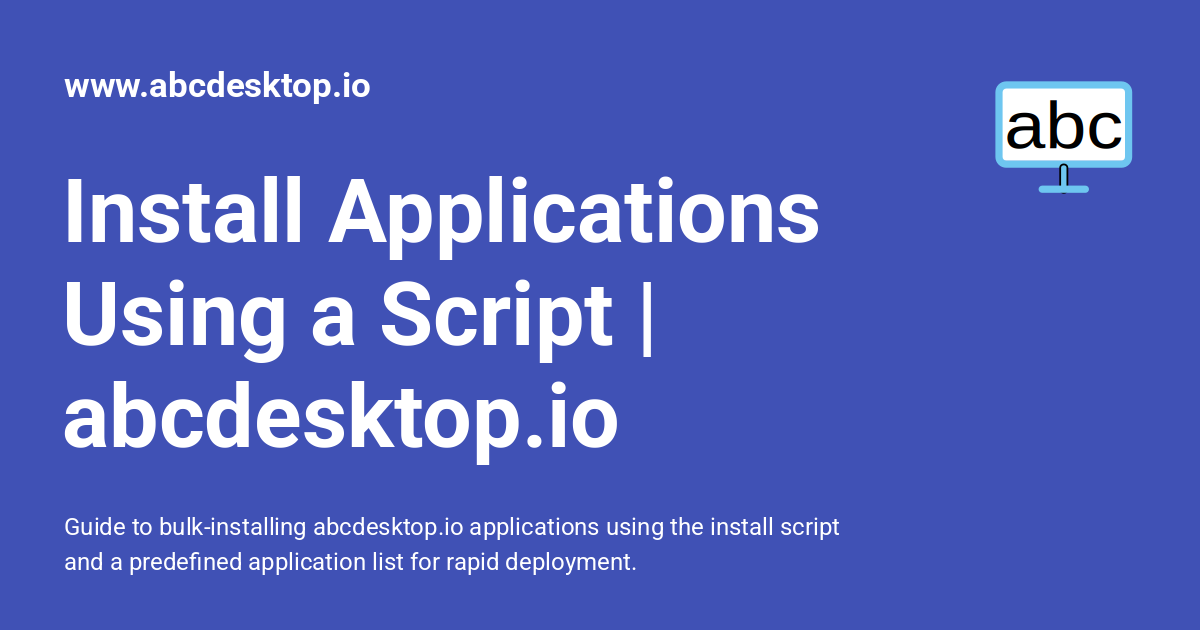 www.abcdesktop.io
abc
Install Applications
Using a Script |
abcdesktop.io
Guide to bulk-installing abcdesktop.io applications using the install script
and a predefined application list for rapid deployment.